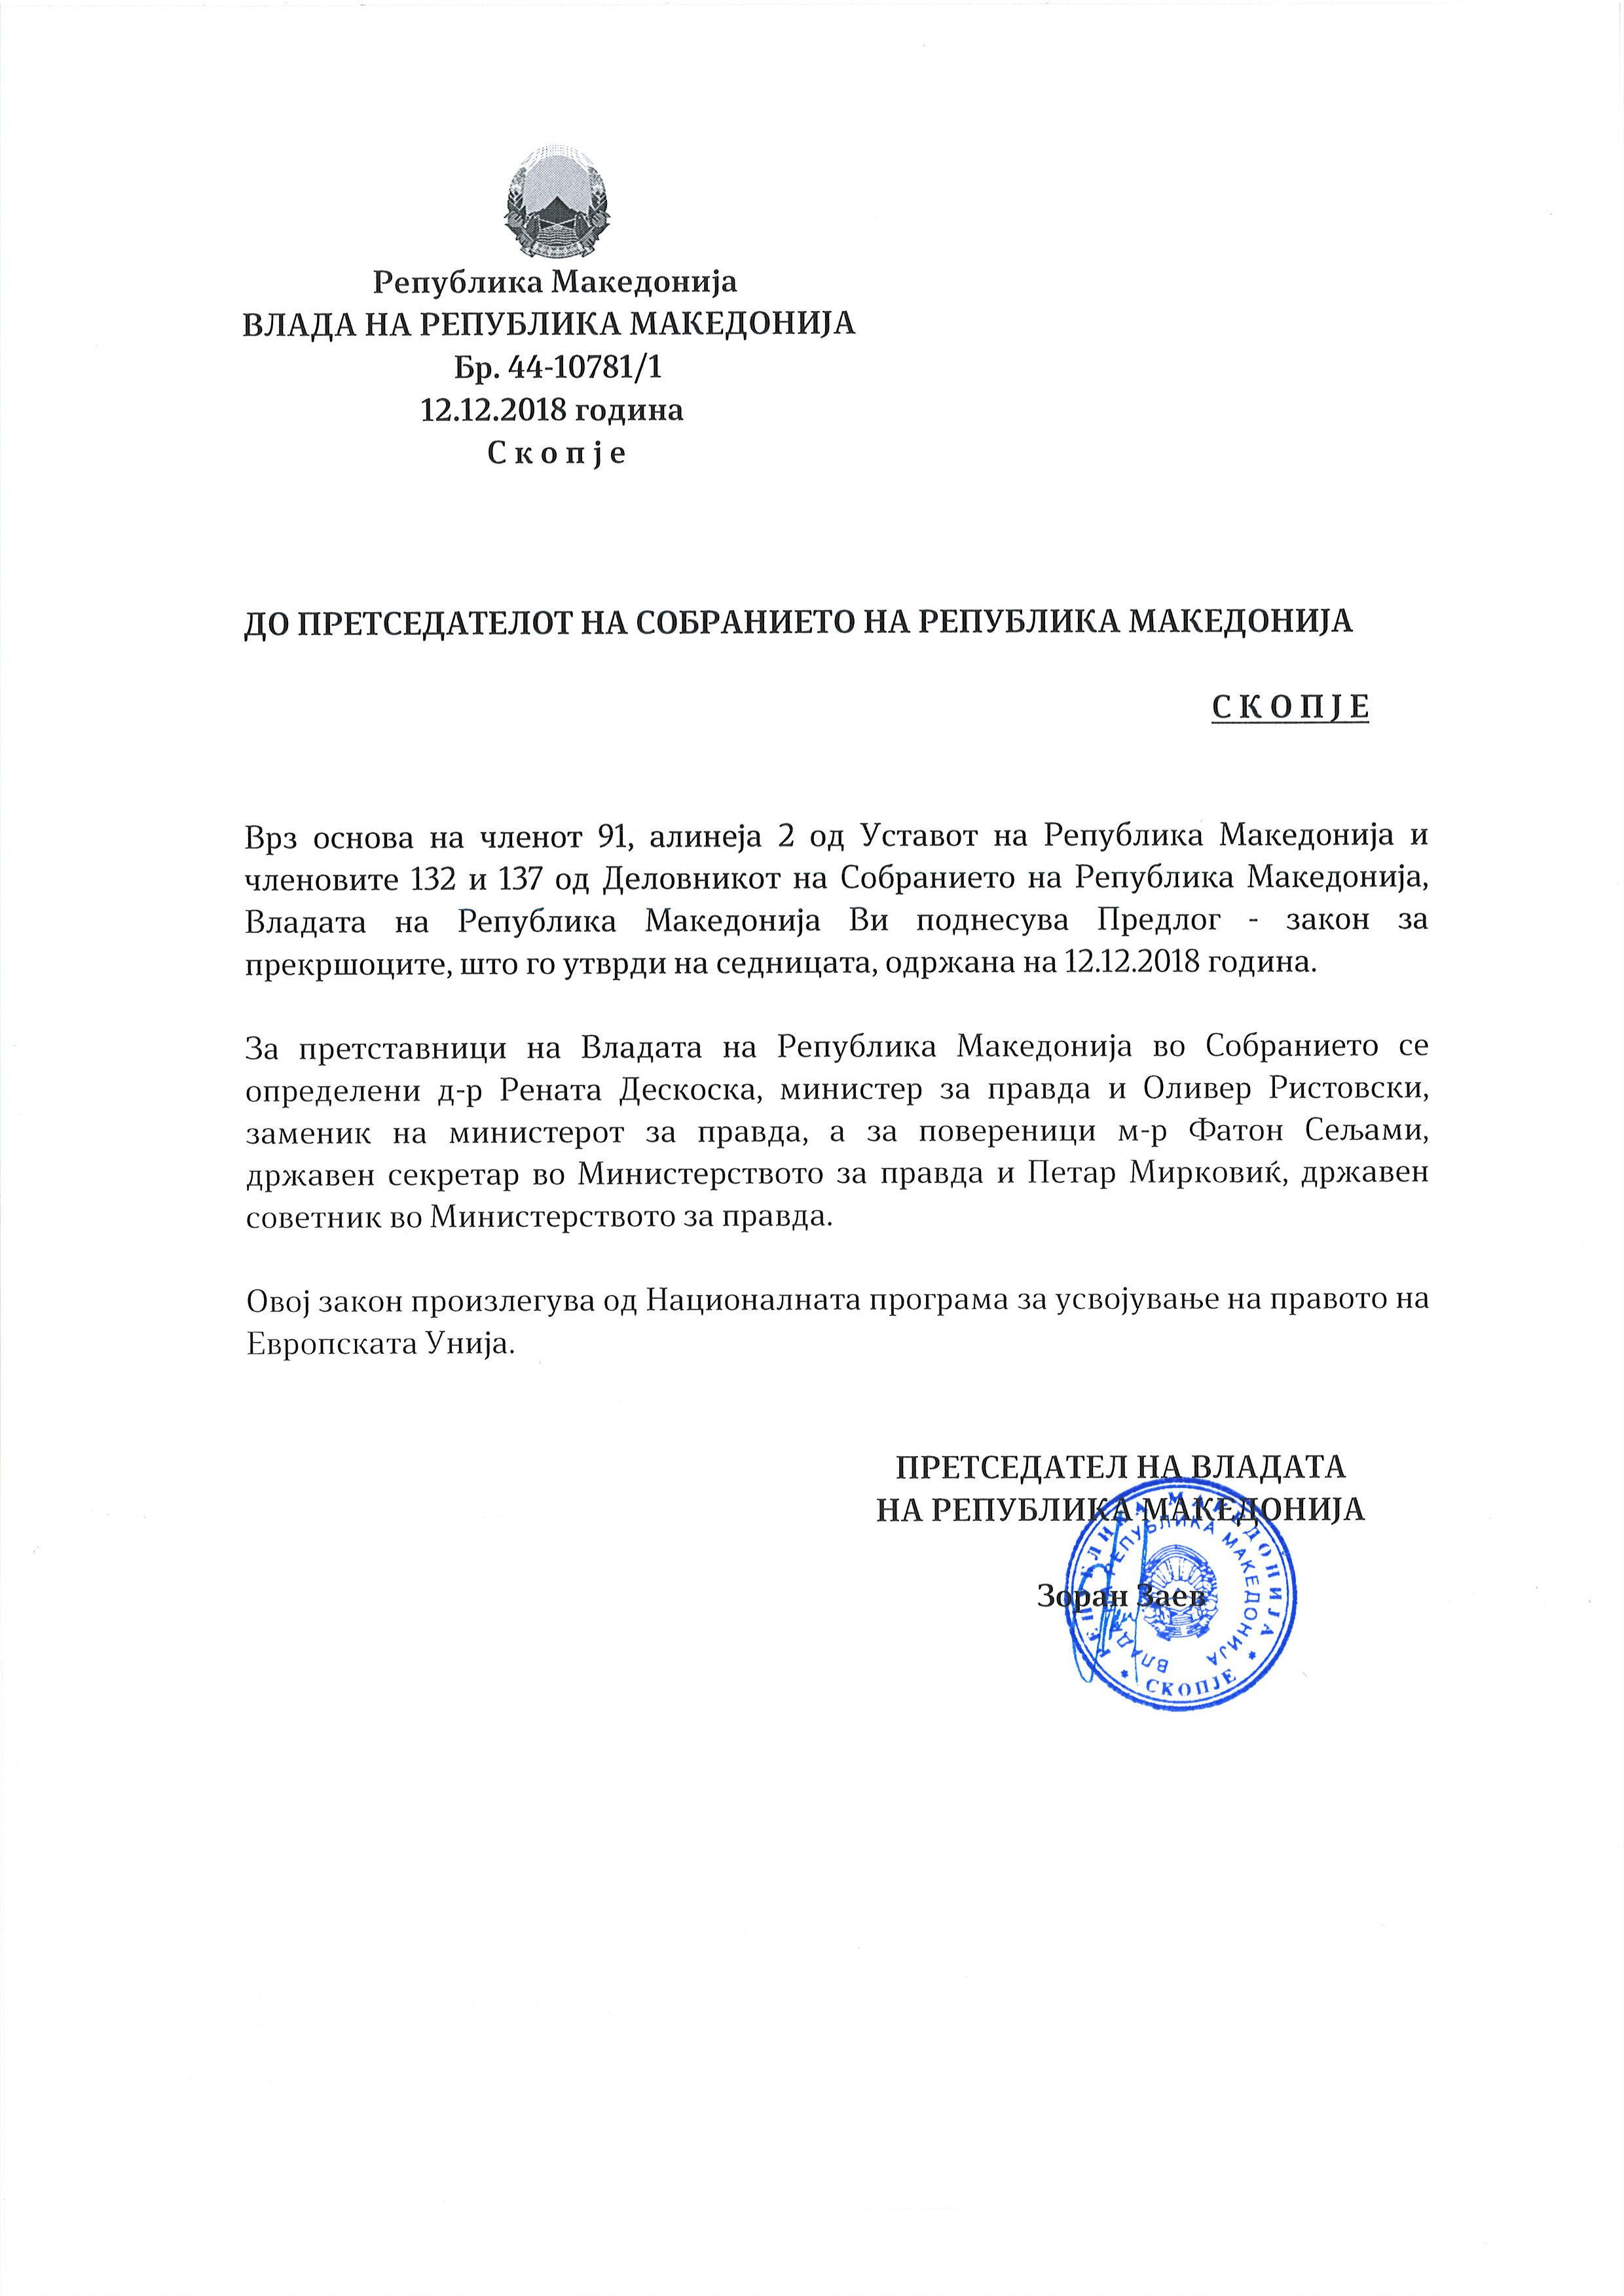 Република Македонија
ВЛАДА НА РЕПУБЛИКА МАКЕДОНИЈА
Бр. 44-10781/1
12.12.2018 година
С к о п ј е
ДО ПРЕТСЕДАТЕЛОТ НА СОБРАНИЕТО НА РЕПУБЛИКА МАКЕДОНИЈА
С К О П Ј Е
Врз основа на членот 91, алинеја 2 од Уставот на Република Македонија и
членовите 132 и 137 од Деловникот на Собранието на Република Македонија,
Владата на Република Македонија Ви поднесува Предлог - закон за
прекршоците, што го утврди на седницата, одржана на 12.12.2018 година.
За претставници на Владата на Република Македонија во Собранието се
определени д-р Рената Дескоска, министер за правда и Оливер Ристовски,
заменик на министерот за правда, а за повереници м-р Фатон Сељами,
државен секретар во Министерството за правда и Петар Мирковиќ, државен
советник во Министерството за правда.
Овој закон произлегува од Националната програма за усвојување на правото на
Европската Унија.
ПРЕТСЕДАТЕЛ НА ВЛАДАТА
НА РЕПУБЛИКА МАКЕДОНИЈА
Зоран Заев
РЕПУБЛИКА МАКЕДОНИЈА
ВЛАДА НА РЕПУБЛИКА МАКЕДОНИЈА
СКОПЈЕ